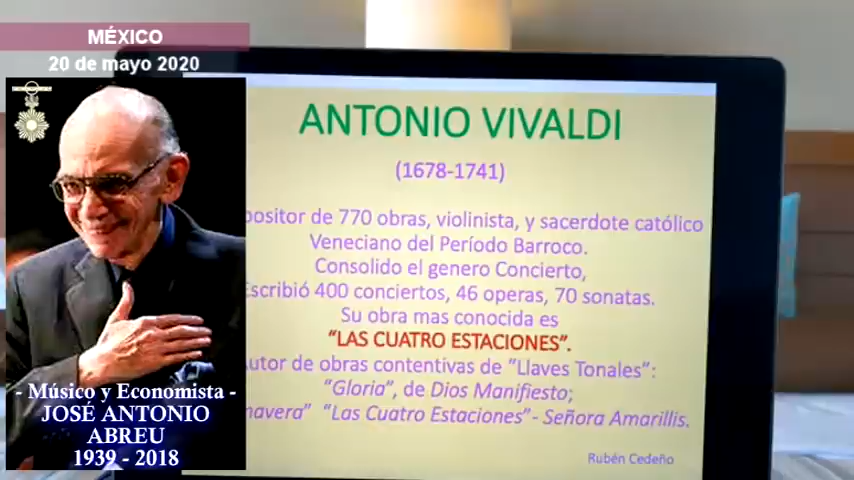 MÉXICO
20 de mayo 2020
- Músico y Economista -
JOSÉ ANTONIO
ABREU
1939 - 2018
ANTONIO VIVALDI
(1678-1741)
de 770 obras, violinista, y sacerdote católico
Veneciano del Período Barroco.
Consolido el genero Concierto,
Escribió 400 conciertos, 46 operas, 70 sonatas.
Su obra mas conocida es
“LAS CUATRO ESTACIONES”.
de obras contentivas de “Llaves Tonales”:
“Gloria”, de Dios Manifiesto;
“Las Cuatro Estaciones”- Señora Amarillis.
Rubén Cedeño